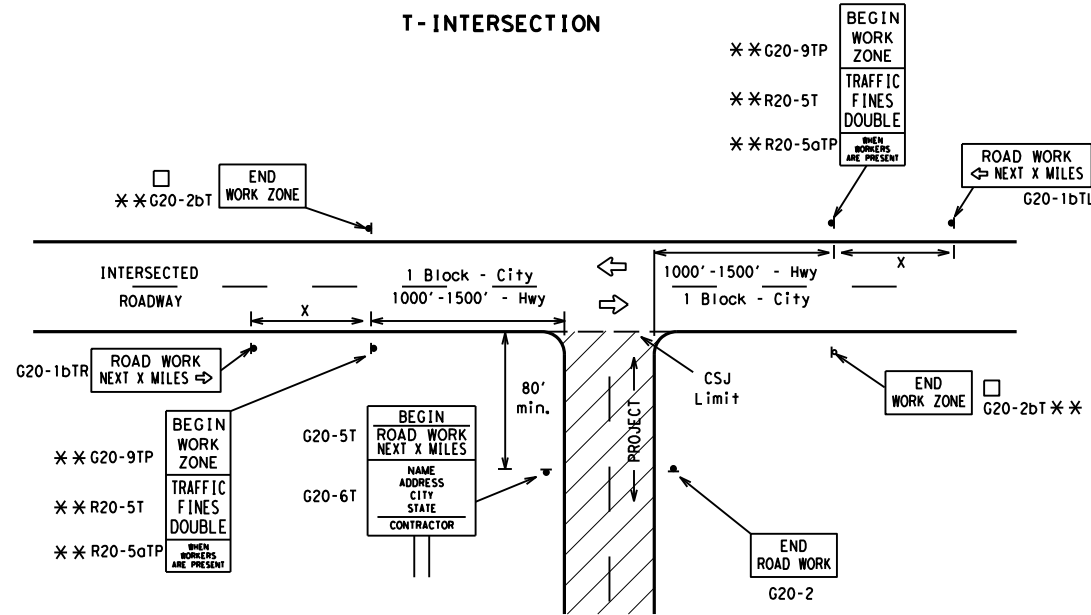 T-INTERSECTION
**G20-9TP
BEGIN
WORK
ZONE
**R20-5T
TRAFFIC
FINES
DOUBLE
**R20-5aTP
WHEN
WORKERS
ARE PRESENT
ROAD WORK
⇦ NEXT X MILES
G20-1bTL
□
**G20-2bT
END
WORK ZONE
INTERSECTED
ROADWAY
X
1 Block - City
1000'-1500' - Hwy
⇦
⇨
1000'-1500' - Hwy
1 Block - City
X
G20-1bTR
ROAD WORK
NEXT X MILES ⇨
80'
min.
CSJ
Limit
PROJECT
END
WORK ZONE
□
G20-2bT **
**G20-9TP
BEGIN
WORK
ZONE
**R20-5T
TRAFFIC
FINES
DOUBLE
**R20-5aTP
WHEN
WORKERS
ARE PRESENT
G20-5T
BEGIN
ROAD WORK
NEXT X MILES
G20-6T
NAME
ADDRESS
CITY
STATE
CONTRACTOR
END
ROAD WORK
G20-2